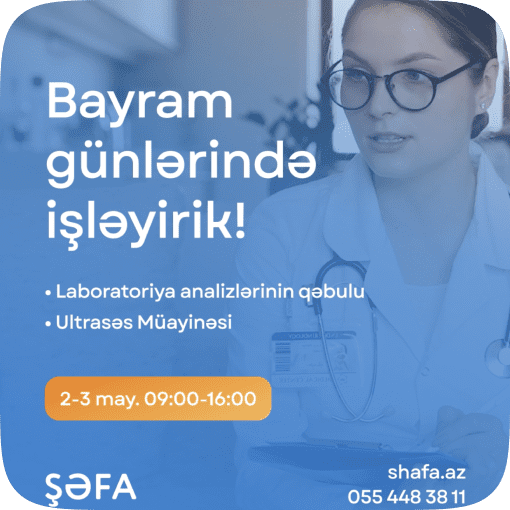 Bayram
günlərində
işləyirik!
• Laboratoriya analizlərinin qəbulu
• Ultrasəs Müayinəsi
2-3 may. 09:00-16:00
ŞƏFA
shafa.az
055 448 38 11